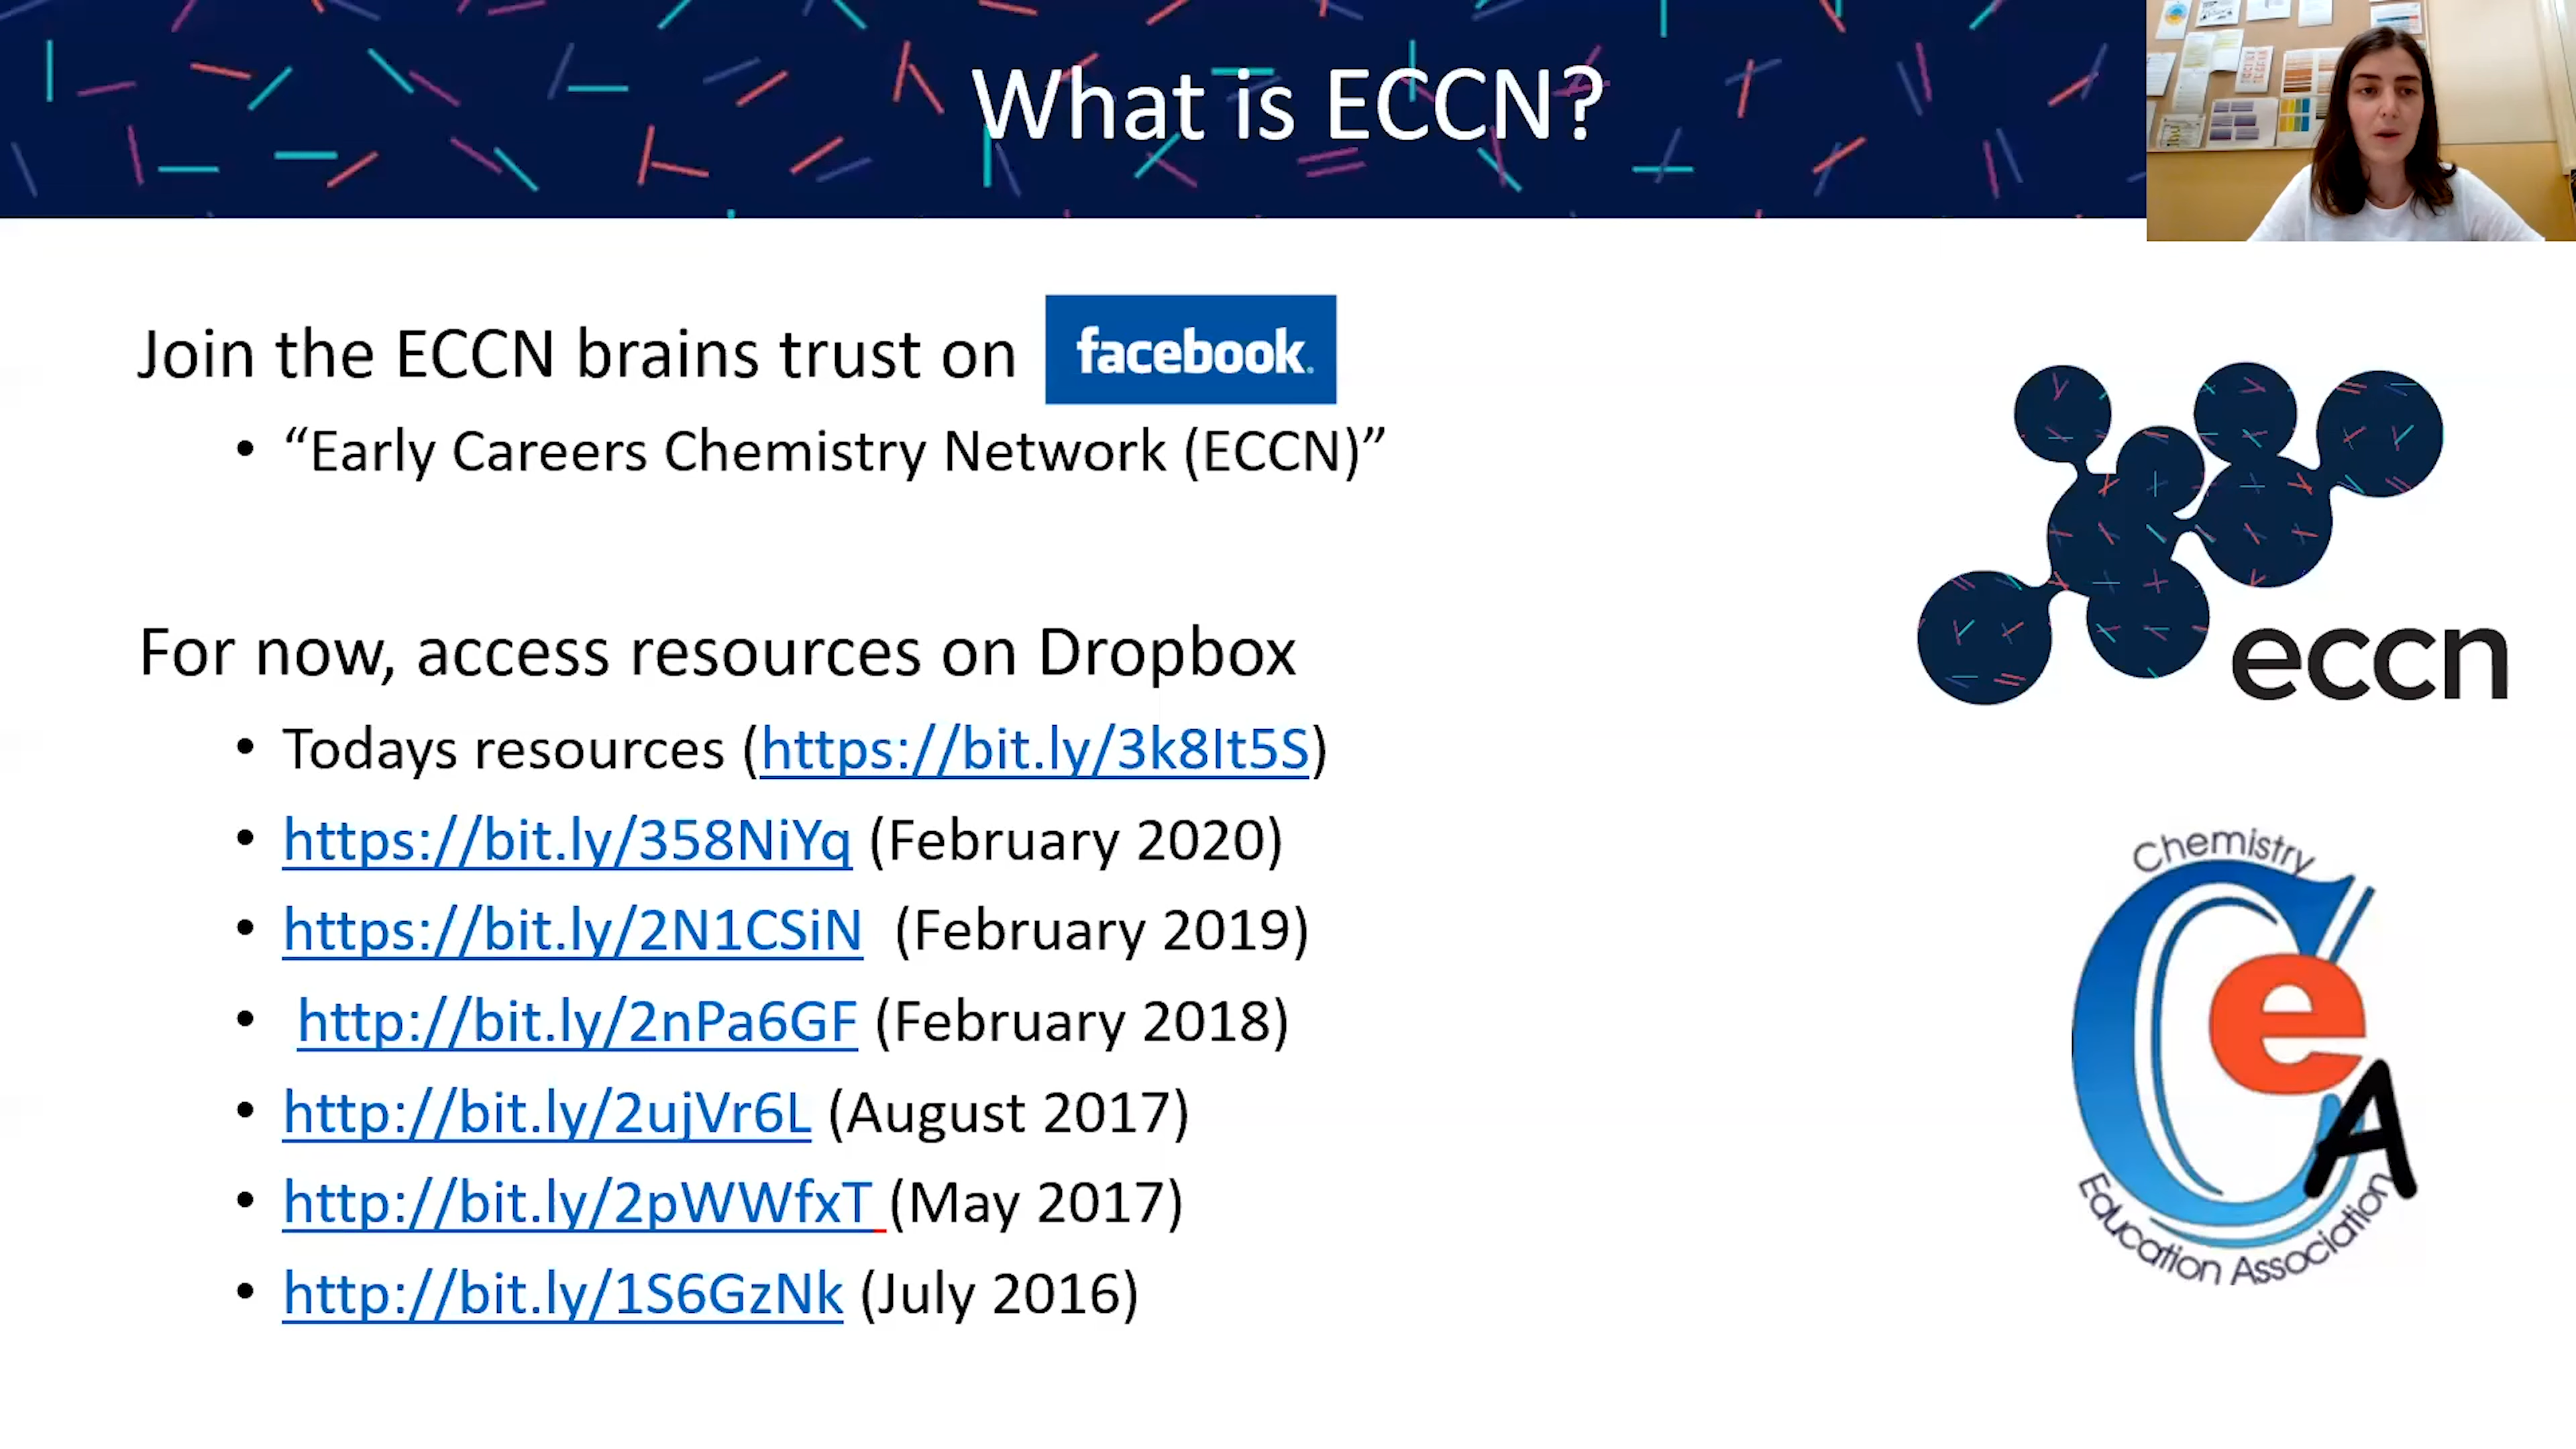 What is ECCN?
Join the ECCN brains trust on facebook.
• “Early Careers Chemistry Network (ECCN)”
For now, access resources on Dropbox
• Todays resources (https://bit.ly/3k8It5S)
• https://bit.ly/358NiYq (February 2020)
• https://bit.ly/2N1CSiN (February 2019)
• http://bit.ly/2nPa6GF (February 2018)
• http://bit.ly/2ujVr6L (August 2017)
• http://bit.ly/2pWWfxT (May 2017)
• http://bit.ly/1S6GzNk (July 2016)
eccn
Chemistry
CeA
Education Association